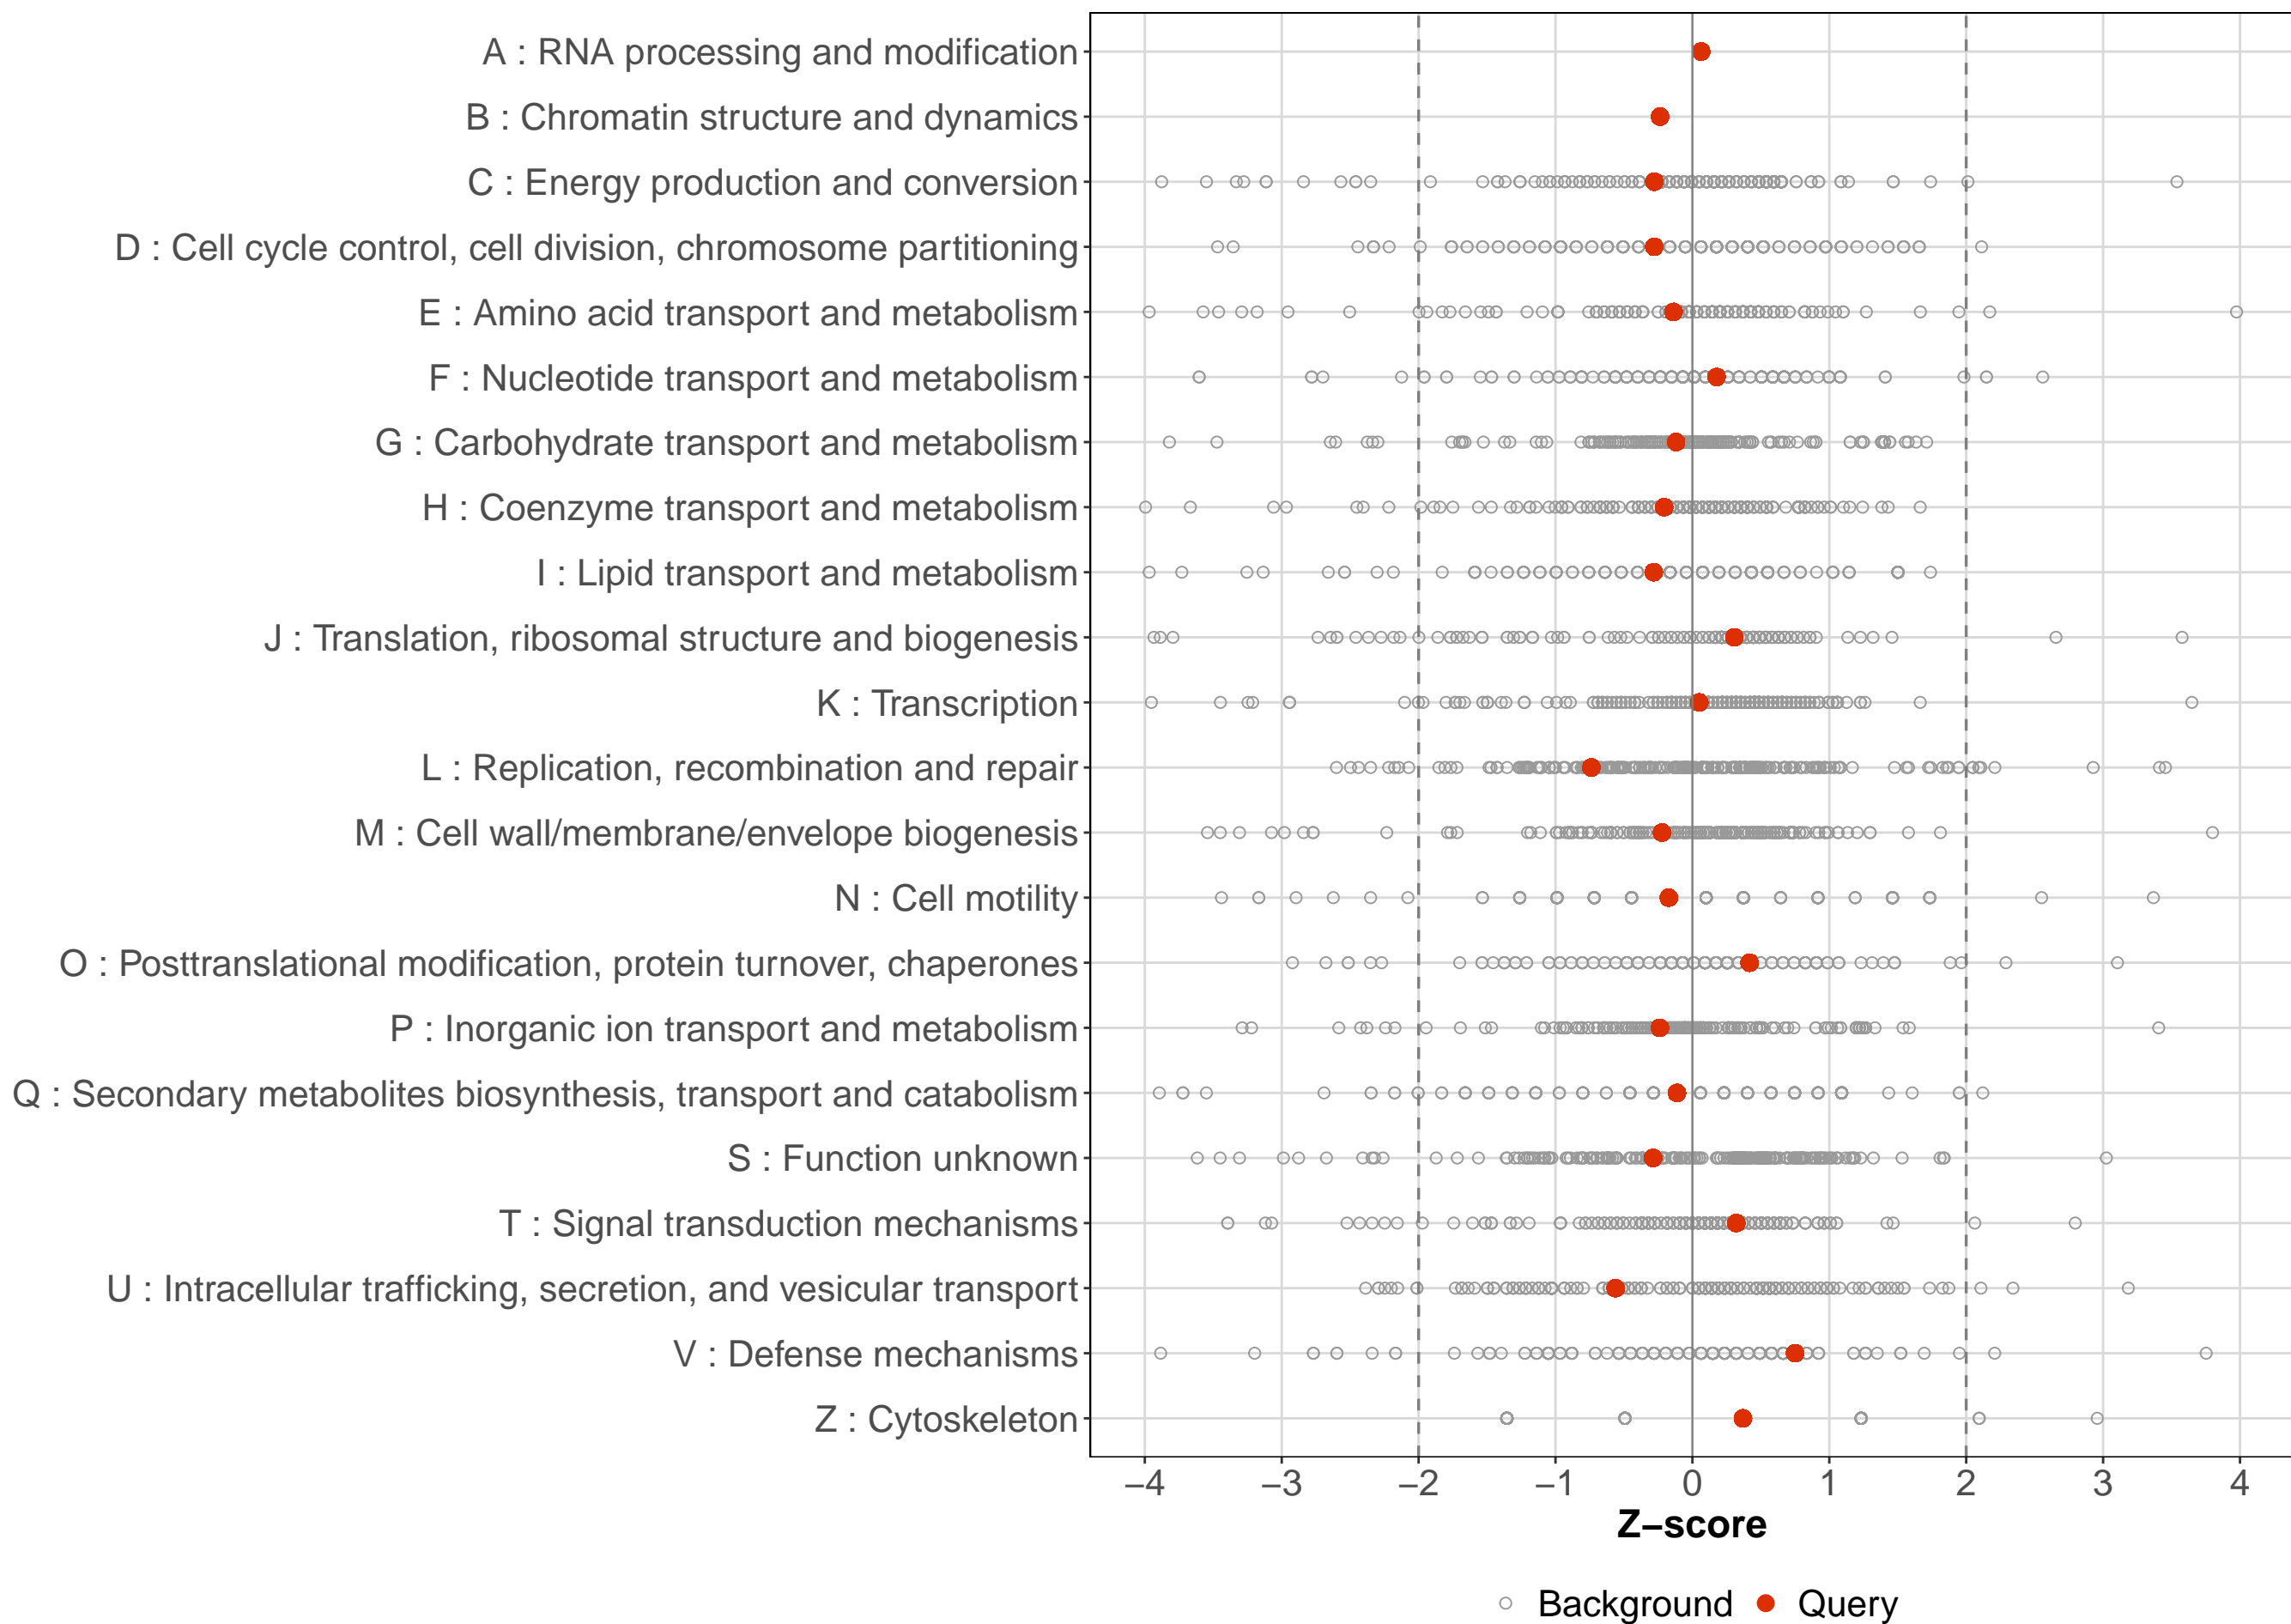 A : RNA processing and modification
B : Chromatin structure and dynamics
C : Energy production and conversion
D : Cell cycle control, cell division, chromosome partitioning
E : Amino acid transport and metabolism
F : Nucleotide transport and metabolism
G : Carbohydrate transport and metabolism
H : Coenzyme transport and metabolism
I : Lipid transport and metabolism
J : Translation, ribosomal structure and biogenesis
K : Transcription
L : Replication, recombination and repair
M : Cell wall/membrane/envelope biogenesis
N : Cell motility
O : Posttranslational modification, protein turnover, chaperones
P : Inorganic ion transport and metabolism
Q : Secondary metabolites biosynthesis, transport and catabolism
S : Function unknown
T : Signal transduction mechanisms
U : Intracellular trafficking, secretion, and vesicular transport
V : Defense mechanisms
Z : Cytoskeleton
−4 −3 −2 −1 0 1 2 3 4
Z−score
Background Query